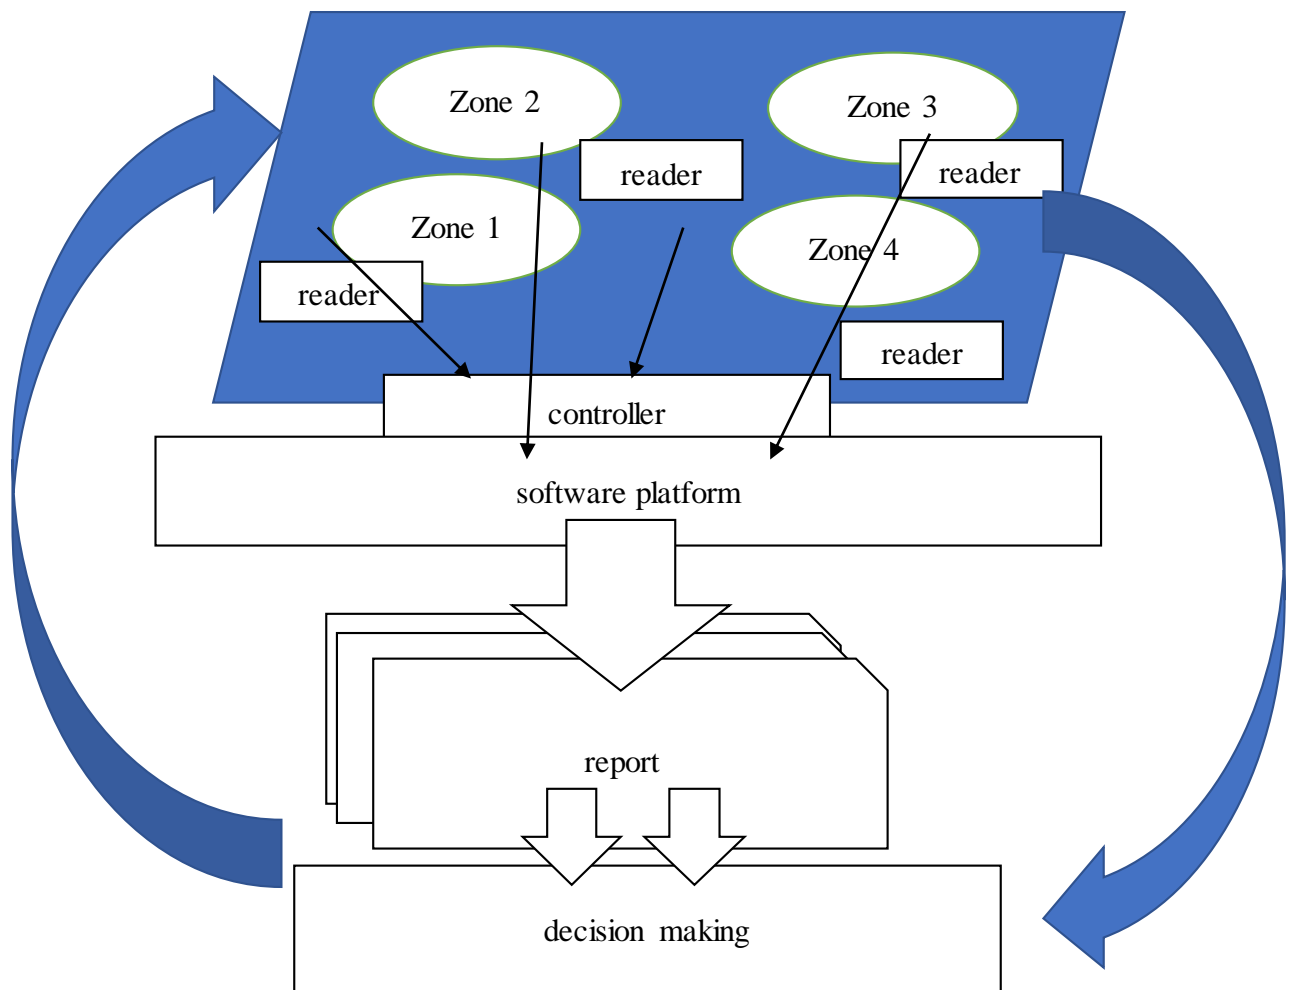 Zone 2
Zone 3
reader
reader
Zone 1
Zone 4
reader
reader
controller
software platform
report
decision making